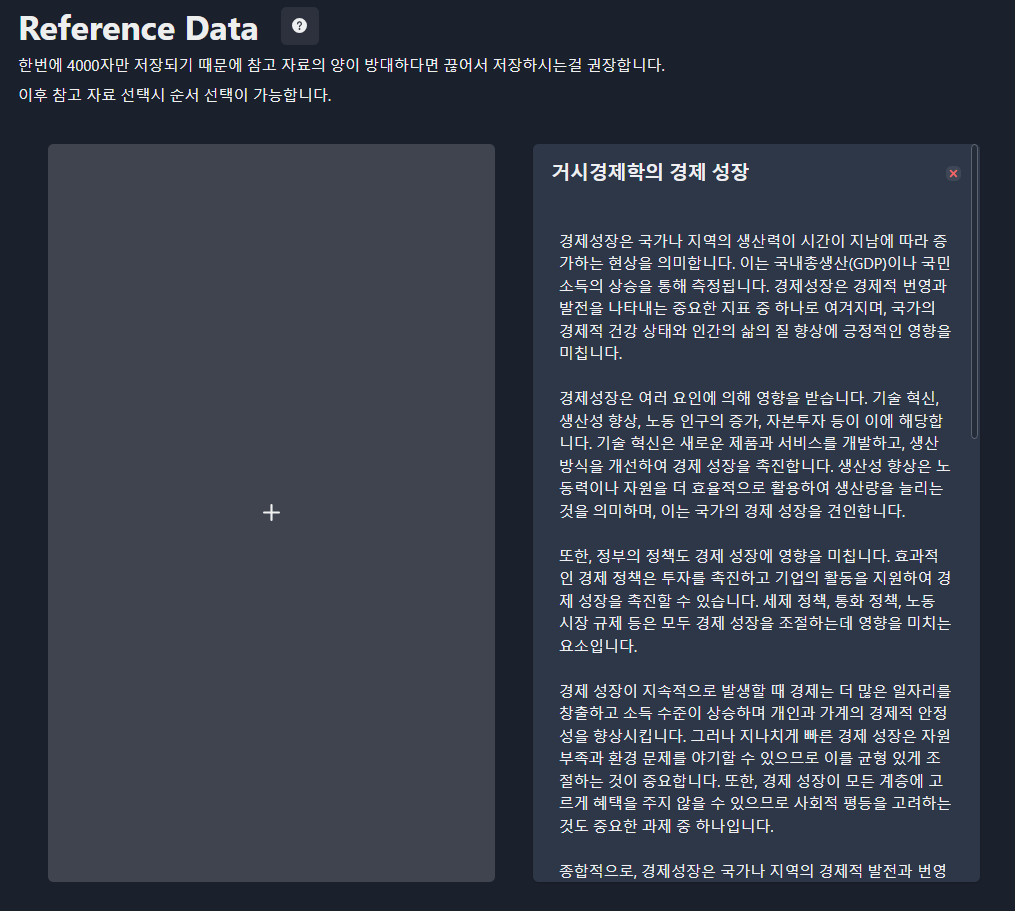 Reference Data
한번에 4000자만 저장되기 때문에 참고 자료의 양이 방대하다면 끊어서 저장하시는걸 권장합니다.
이후 참고 자료 선택시 순서 선택이 가능합니다.
거시경제학의 경제 성장
경제성장은 국가나 지역의 생산력이 시간이 지남에 따라 증
가하는 현상을 의미합니다. 이는 국내총생산(GDP)이나 국민
소득의 상승을 통해 측정됩니다. 경제성장은 경제적 번영과
발전을 나타내는 중요한 지표 중 하나로 여겨지며, 국가의
경제적 건강 상태와 인간의 삶의 질 향상에 긍정적인 영향을
미칩니다.
경제성장은 여러 요인에 의해 영향을 받습니다. 기술 혁신,
생산성 향상, 노동 인구의 증가, 자본투자 등이 이에 해당합
니다. 기술 혁신은 새로운 제품과 서비스를 개발하고, 생산
방식을 개선하여 경제 성장을 촉진합니다. 생산성 향상은 노
동력이나 자원을 더 효율적으로 활용하여 생산량을 늘리는
것을 의미하며, 이는 국가의 경제 성장을 견인합니다.
또한, 정부의 정책도 경제 성장에 영향을 미칩니다. 효과적
인 경제 정책은 투자를 촉진하고 기업의 활동을 지원하여 경
제 성장을 촉진할 수 있습니다. 세제 정책, 통화 정책, 노동
시장 규제 등은 모두 경제 성장을 조절하는데 영향을 미치는
요소입니다.
경제 성장이 지속적으로 발생할 때 경제는 더 많은 일자리를
창출하고 소득 수준이 상승하며 개인과 가계의 경제적 안정
성을 향상시킵니다. 그러나 지나치게 빠른 경제 성장은 자원
부족과 환경 문제를 야기할 수 있으므로 이를 균형 있게 조
절하는 것이 중요합니다. 또한, 경제 성장이 모든 계층에 고
르게 혜택을 주지 않을 수 있으므로 사회적 평등을 고려하는
것도 중요한 과제 중 하나입니다.
종합적으로, 경제성장은 국가나 지역의 경제적 발전과 번영